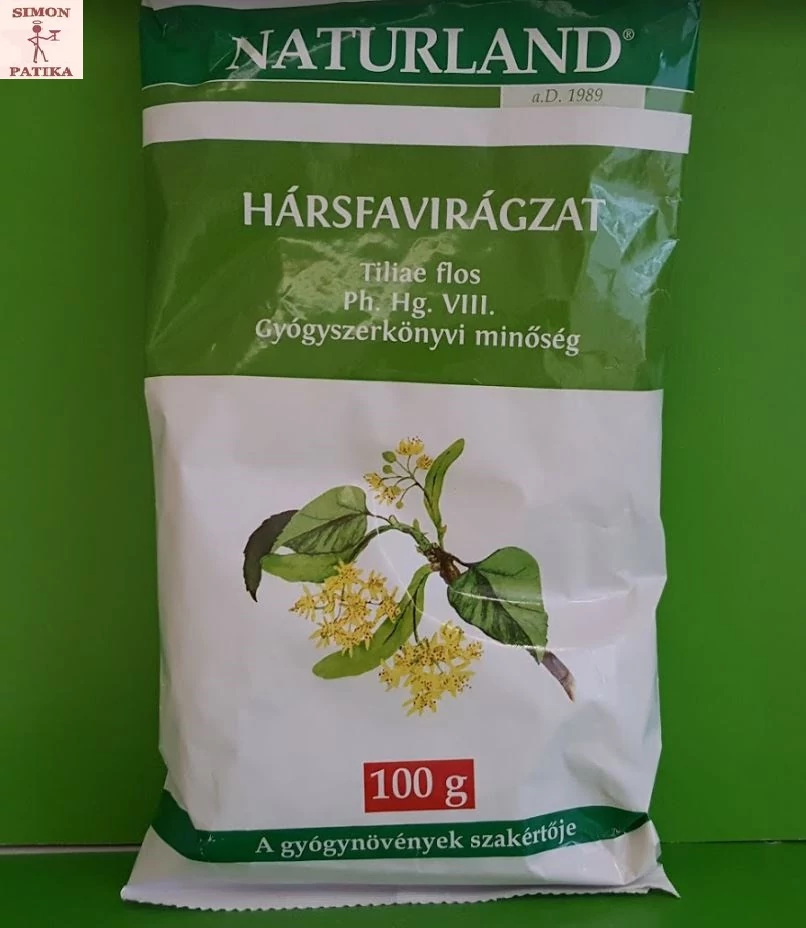 SIMON
PATIKA
NATURLAND®
a.D. 1989
HÁRSFAVIRÁGZAT
Tiliae flos
Ph. Hg. VIII.
Gyógyszerkönyvi minőség
100 g
A gyógynövények szakértője